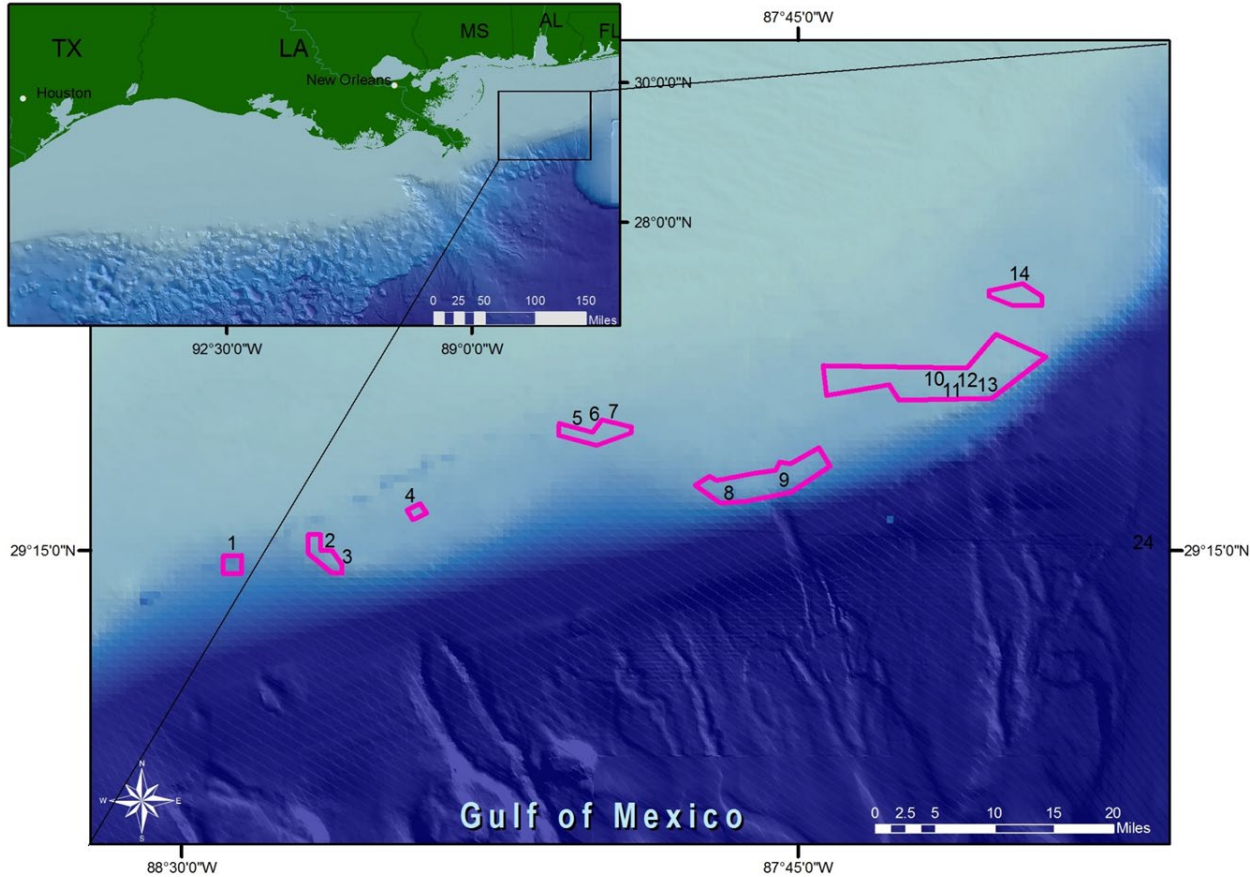 87°45'0"W
TX
LA
MS
AL
FL
Houston
New Orleans
30°0'0"N
28°0'0"N
0 25 50 100 150
Miles
92°30'0"W
89°0'0"W
14
10 12 13
11
5 6 7
8 9
4
1
2
3
29°15'0"N
24
29°15'0"N
N
W E
S
Gulf of Mexico
0 2.5 5 10 15 20
Miles
88°30'0"W
87°45'0"W